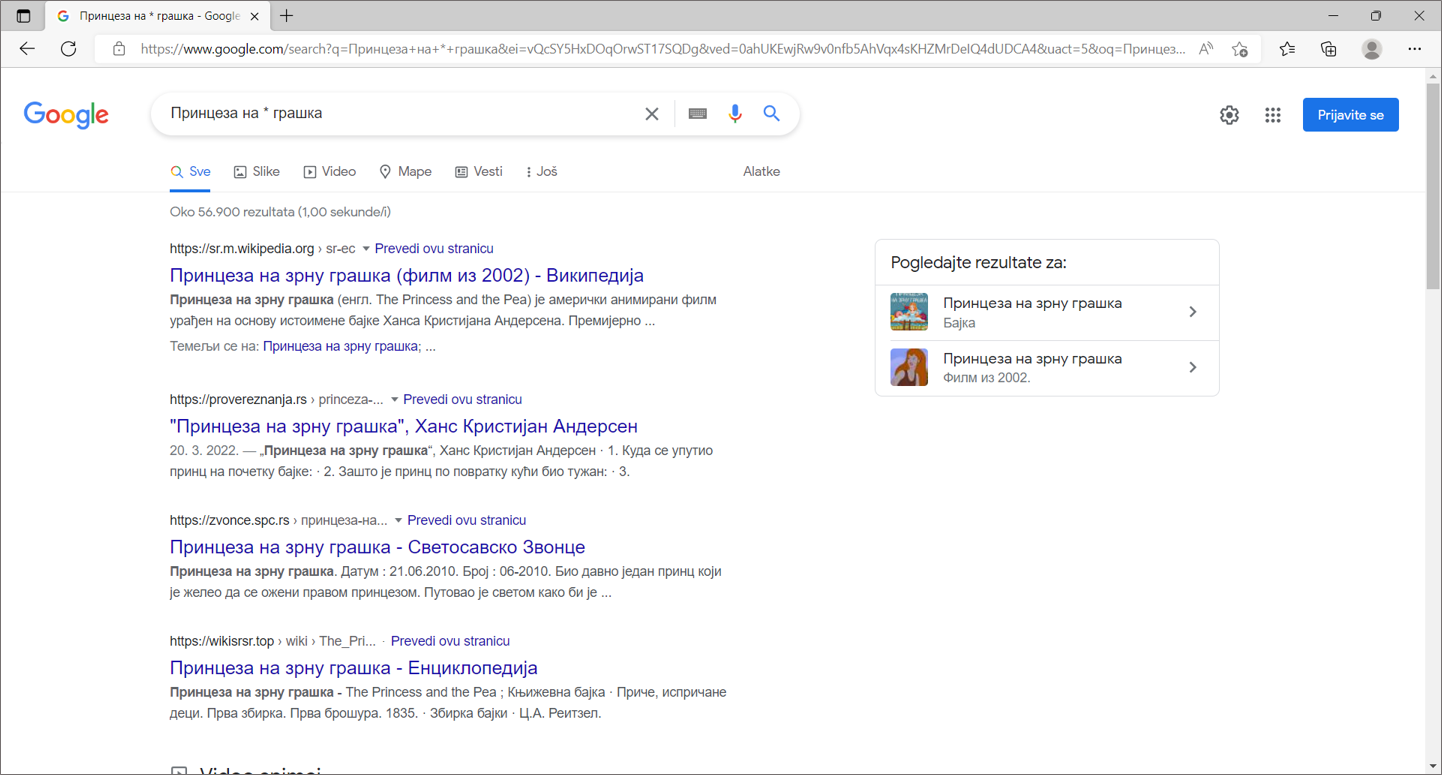 Принцеза на * грашка - Google
https://www.google.com/search?q=Принцеза+на+*+грашка&ei=vQcSY5HxDOqOrwST17SQDg&ved=0ahUKEwjRw9v0nfb5AhVqx4sKHZMrDeIQ4dUDCA4&uact=5&oq=Принцез...
Google
Принцеза на * грашка
Prijavite se
Sve Slike Video Mape Vesti Još Alatke
Oko 56.900 rezultata (1,00 sekunde/i)
https://sr.m.wikipedia.org › sr-ec Prevedi ovu stranicu
Принцеза на зрну грашка (филм из 2002) - Википедија
Принцеза на зрну грашка (енгл. The Princess and the Pea) је амерички анимирани филм
урађен на основу истоимене бајке Ханса Кристијана Андерсена. Премијерно ...
Темељи се на: Принцеза на зрну грашка; ...
https://provereznanja.rs › princeza-... Prevedi ovu stranicu
"Принцеза на зрну грашка", Ханс Кристијан Андерсен
20. 3. 2022. — „Принцеза на зрну грашка“, Ханс Кристијан Андерсен · 1. Куда се упутио
принц на почетку бајке: · 2. Зашто је принц по повратку кући био тужан: · 3.
https://zvonce.spc.rs › принцеза-на... Prevedi ovu stranicu
Принцеза на зрну грашка - Светосавско Звонце
Принцеза на зрну грашка. Датум : 21.06.2010. Број : 06-2010. Био давно један принц који
је желео да се ожени правом принцезом. Путовао је светом како би је ...
https://wikisrsr.top › wiki › The_Pri... · Prevedi ovu stranicu
Принцеза на зрну грашка - Енциклопедија
Принцеза на зрну грашка - The Princess and the Pea ; Књижевна бајка · Приче, испричане
деци. Прва збирка. Прва брошура. 1835. · Збирка бајки · Ц.А. Реитзел.
Pogledajte rezultate za:
Принцеза на зрну грашка
Бајка
Принцеза на зрну грашка
Филм из 2002.